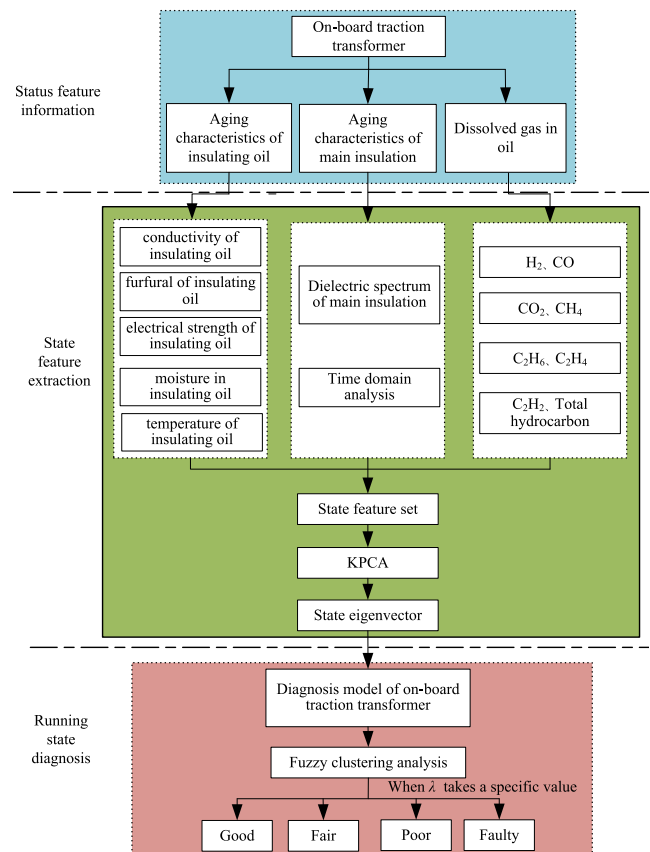 On-board traction
transformer
Status feature
information
Aging
characteristics of
insulating oil
Aging
characteristics of
main insulation
Dissolved gas in
oil
State
feature
extraction
conductivity of
insulating oil
furfural of insulating
oil
electrical strength of
insulating oil
moisture in
insulating oil
temperature of
insulating oil
Dielectric spectrum
of main insulation
Time domain
analysis
H₂、CO
CO₂、CH₄
C₂H₆、C₂H₄
C₂H₂、Total
hydrocarbon
State feature set
KPCA
State eigenvector
Running
state
diagnosis
Diagnosis model of on-board
traction transformer
Fuzzy clustering analysis
When λ takes a specific value
Good
Fair
Poor
Faulty